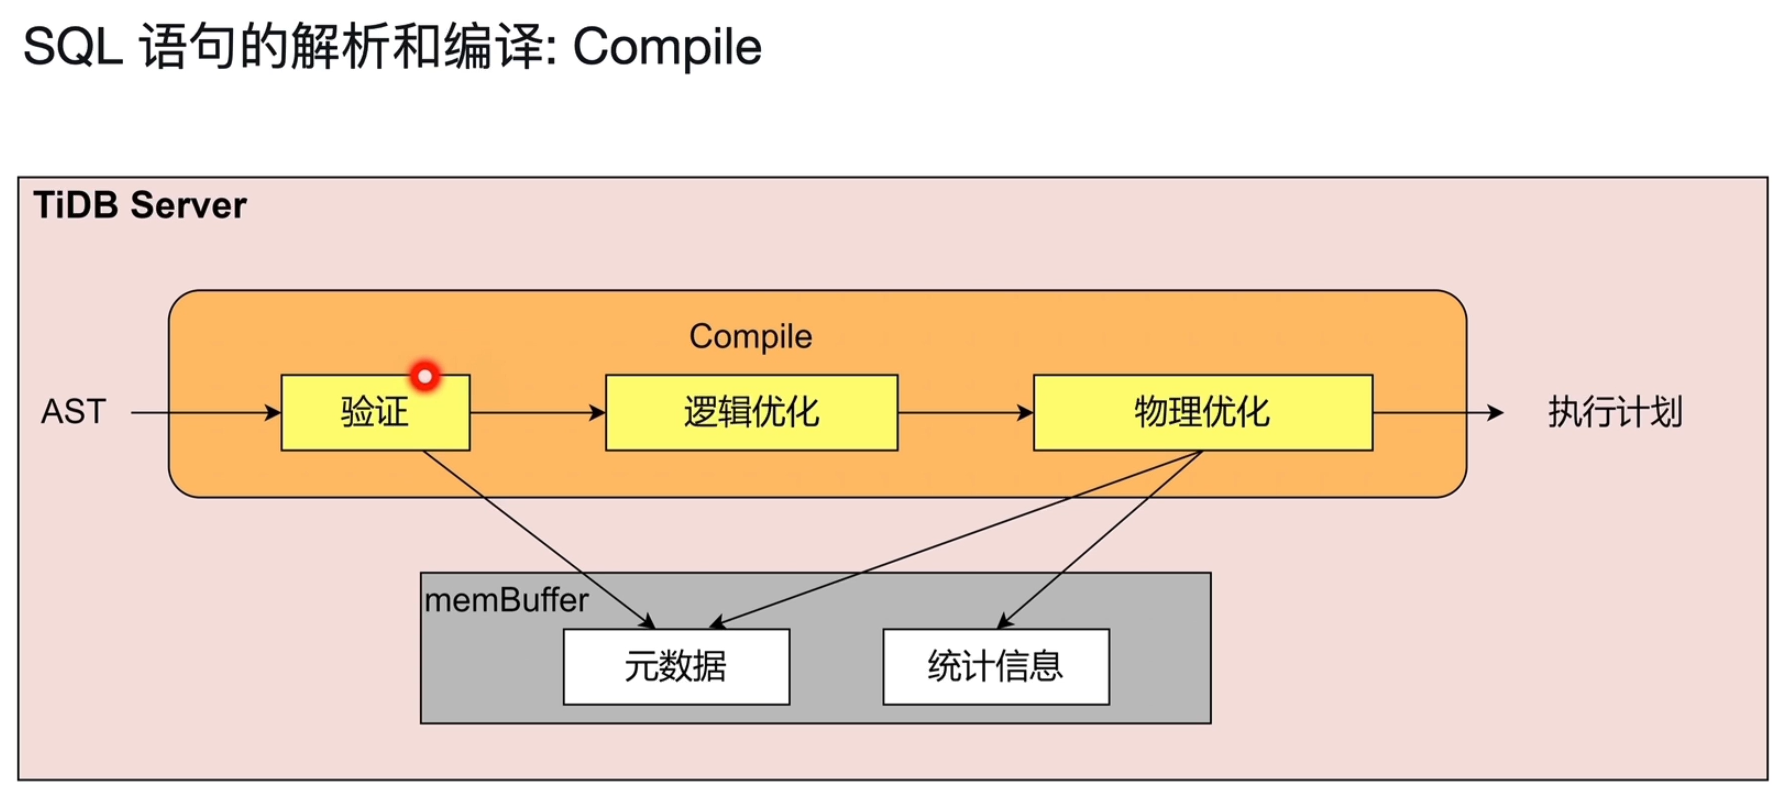 SQL 语句的解析和编译: Compile
TiDB Server
Compile
AST
验证
逻辑优化
物理优化
执行计划
memBuffer
元数据
统计信息